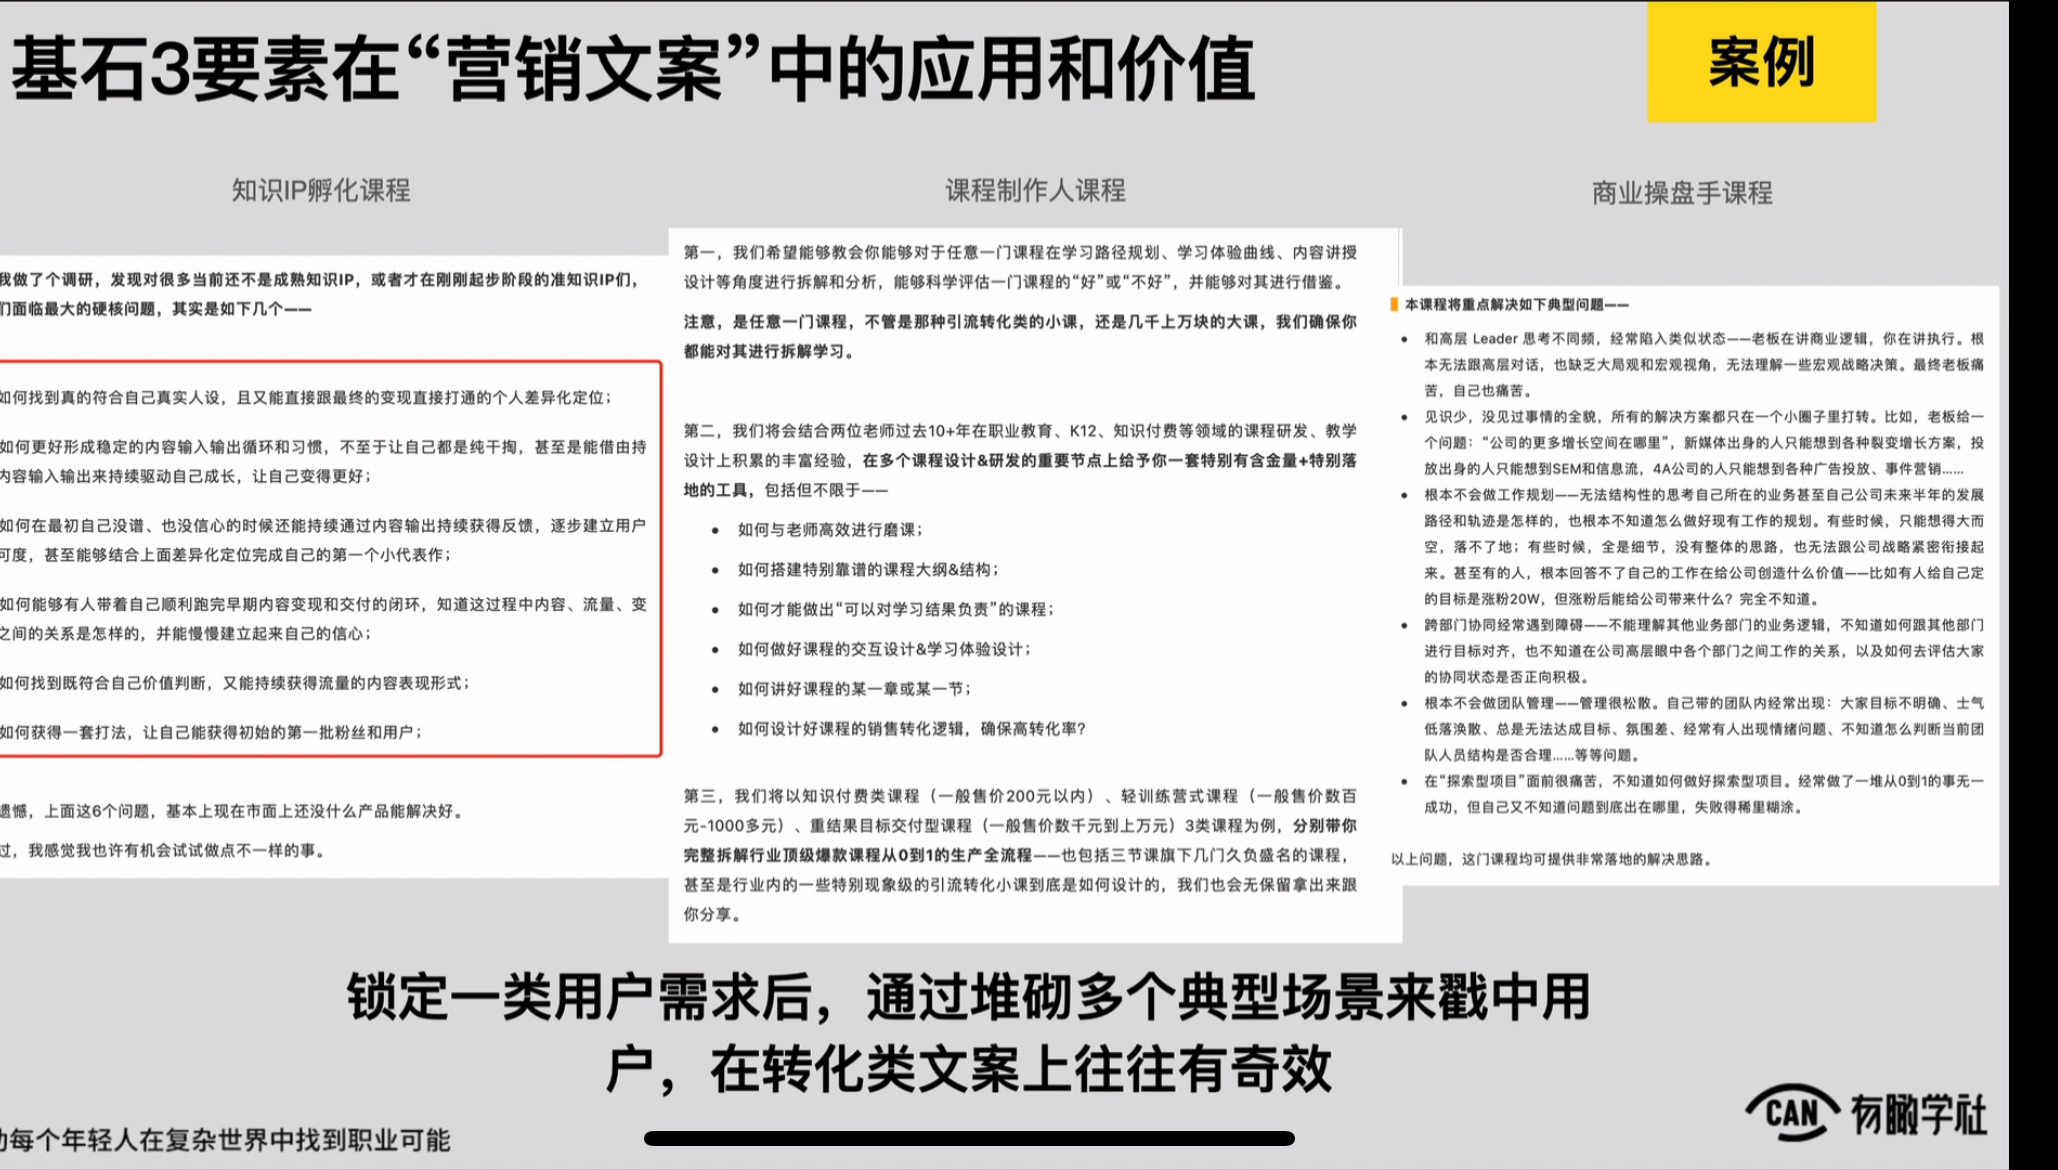 基石3要素在“营销文案”中的应用和价值
案例
知识IP孵化课程
我做了个调研，发现对很多当前还不是成熟知识IP，或者才在刚刚起步阶段的准知识IP们，
们面临最大的硬核问题，其实是如下几个——
如何找到真的符合自己真实人设，且又能直接跟最终的变现直接打通的个人差异化定位；
如何更好形成稳定的内容输入输出循环和习惯，不至于让自己都是纯干掏，甚至是能借由持
内容输入输出来持续驱动自己成长，让自己变得更好；
如何在最初自己没谱、也没信心的时候还能持续通过内容输出持续获得反馈，逐步建立用户
可度，甚至能够结合上面差异化定位完成自己的第一个小代表作；
如何能够有人带着自己顺利跑完早期内容变现和交付的闭环，知道这过程中内容、流量、变
之间的关系是怎样的，并能慢慢建立起来自己的信心；
如何找到既符合自己价值判断，又能持续获得流量的内容表现形式；
如何获得一套打法，让自己能获得初始的第一批粉丝和用户；
遗憾，上面这6个问题，基本上现在市面上还没什么产品能解决好。
过，我感觉我也许有机会试试做点不一样的事。
课程制作人课程
第一，我们希望能够教会你能够对于任意一门课程在学习路径规划、学习体验曲线、内容讲授
设计等角度进行拆解和分析，能够科学评估一门课程的“好”或“不好”，并能够对其进行借鉴。
注意，是任意一门课程，不管是那种引流转化类的小课，还是几千上万块的大课，我们确保你
都能对其进行拆解学习。
第二，我们将会结合两位老师过去10+年在职业教育、K12、知识付费等领域的课程研发、教学
设计上积累的丰富经验，在多个课程设计&研发的重要节点上给予你一套特别有含金量+特别落
地的工具，包括但不限于——
• 如何与老师高效进行磨课；
• 如何搭建特别靠谱的课程大纲&结构；
• 如何才能做出“可以对学习结果负责”的课程；
• 如何做好课程的交互设计&学习体验设计；
• 如何讲好课程的某一章或某一节；
• 如何设计好课程的销售转化逻辑，确保高转化率?
第三，我们将以知识付费类课程（一般售价200元以内）、轻训练营式课程（一般售价数百
元-1000多元）、重结果目标交付型课程（一般售价数千元到上万元）3类课程为例，分别带你
完整拆解行业顶级爆款课程从0到1的生产全流程——也包括三节课旗下几门久负盛名的课程，
甚至是行业内的一些特别现象级的引流转化小课到底是如何设计的，我们也会无保留拿出来跟
你分享。
商业操盘手课程
本课程将重点解决如下典型问题——
• 和高层 Leader 思考不同频，经常陷入类似状态——老板在讲商业逻辑，你在讲执行。根
本无法跟高层对话，也缺乏大局观和宏观视角，无法理解一些宏观战略决策。最终老板痛
苦，自己也痛苦。
• 见识少，没见过事情的全貌，所有的解决方案都只在一个小圈子里打转。比如，老板给一
个问题：“公司的更多增长空间在哪里”，新媒体出身的人只能想到各种裂变增长方案，投
放出身的人只能想到SEM和信息流，4A公司的人只能想到各种广告投放、事件营销……
• 根本不会做工作规划——无法结构性的思考自己所在的业务甚至自己公司未来半年的发展
路径和轨迹是怎样的，也根本不知道怎么做好现有工作的规划。有些时候，只能想得大而
空，落不了地；有些时候，全是细节，没有整体的思路，也无法跟公司战略紧密衔接起
来。甚至有的人，根本回答不了自己的工作在给公司创造什么价值——比如有人给自己定
的目标是涨粉20W，但涨粉后能给公司带来什么？完全不知道。
• 跨部门协同经常遇到障碍——不能理解其他业务部门的业务逻辑，不知道如何跟其他部门
进行目标对齐，也不知道在公司高层眼中各个部门之间工作的关系，以及如何去评估大家
的协同状态是否正向积极。
• 根本不会做团队管理——管理很松散。自己带的团队内经常出现：大家目标不明确、士气
低落涣散、总是无法达成目标、氛围差、经常有人出现情绪问题、不知道怎么判断当前团
队人员结构是否合理……等等问题。
• 在“探索型项目”面前很痛苦，不知道如何做好探索型项目。经常做了一堆从0到1的事无一
成功，但自己又不知道问题到底出在哪里，失败得稀里糊涂。
以上问题，这门课程均可提供非常落地的解决思路。
锁定一类用户需求后，通过堆砌多个典型场景来戳中用
户，在转化类文案上往往有奇效
每个年轻人在复杂世界中找到职业可能
CAN 有瞰学社